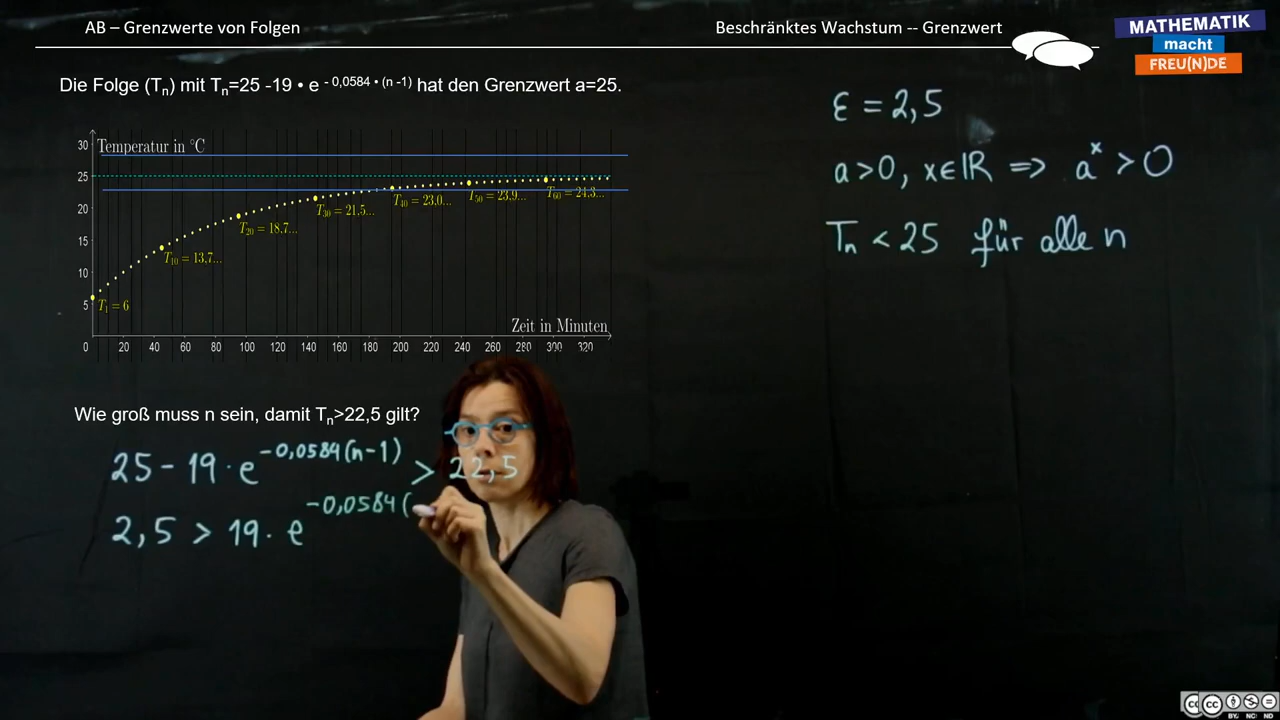 AB – Grenzwerte von Folgen
Beschränktes Wachstum -- Grenzwert
MATHEMATIK
macht
FREU(N)DE
Die Folge (Tn) mit Tn=25 -19 • e - 0,0584 • (n -1) hat den Grenzwert a=25.
30
25
20
15
10
5
Temperatur in °C
T1 = 6
T10 = 13,7...
T20 = 18,7...
T30 = 21,5...
T40 = 23,0...
T50 = 23,9...
T60 = 24,3...
Zeit in Minuten
0 20 40 60 80 100 120 140 160 180 200 220 240 260 280 300 320
ε = 2,5
a>0, x∈ℝ ⇒ a^x > 0
Tn < 25 für alle n
Wie groß muss n sein, damit Tn>22,5 gilt?
25 - 19 · e^-0,0584(n-1) > 22,5
2,5 > 19 · e^-0,0584(
cc BY NC ND